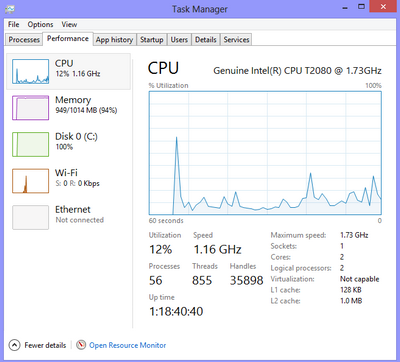 Task Manager
File Options View
Processes Performance App history Startup Users Details Services
CPU
12% 1.16 GHz
Memory
949/1014 MB (94%)
Disk 0 (C:)
100%
Wi-Fi
S: 0 R: 0 Kbps
Ethernet
Not connected
CPU Genuine Intel(R) CPU T2080 @ 1.73GHz
% Utilization 100%
60 seconds 0
Utilization Speed
12% 1.16 GHz
Processes Threads Handles
56 855 35898
Up time
1:18:40:40
Maximum speed: 1.73 GHz
Sockets: 1
Cores: 2
Logical processors: 2
Virtualization: Not capable
L1 cache: 128 KB
L2 cache: 1.0 MB
Fewer details Open Resource Monitor